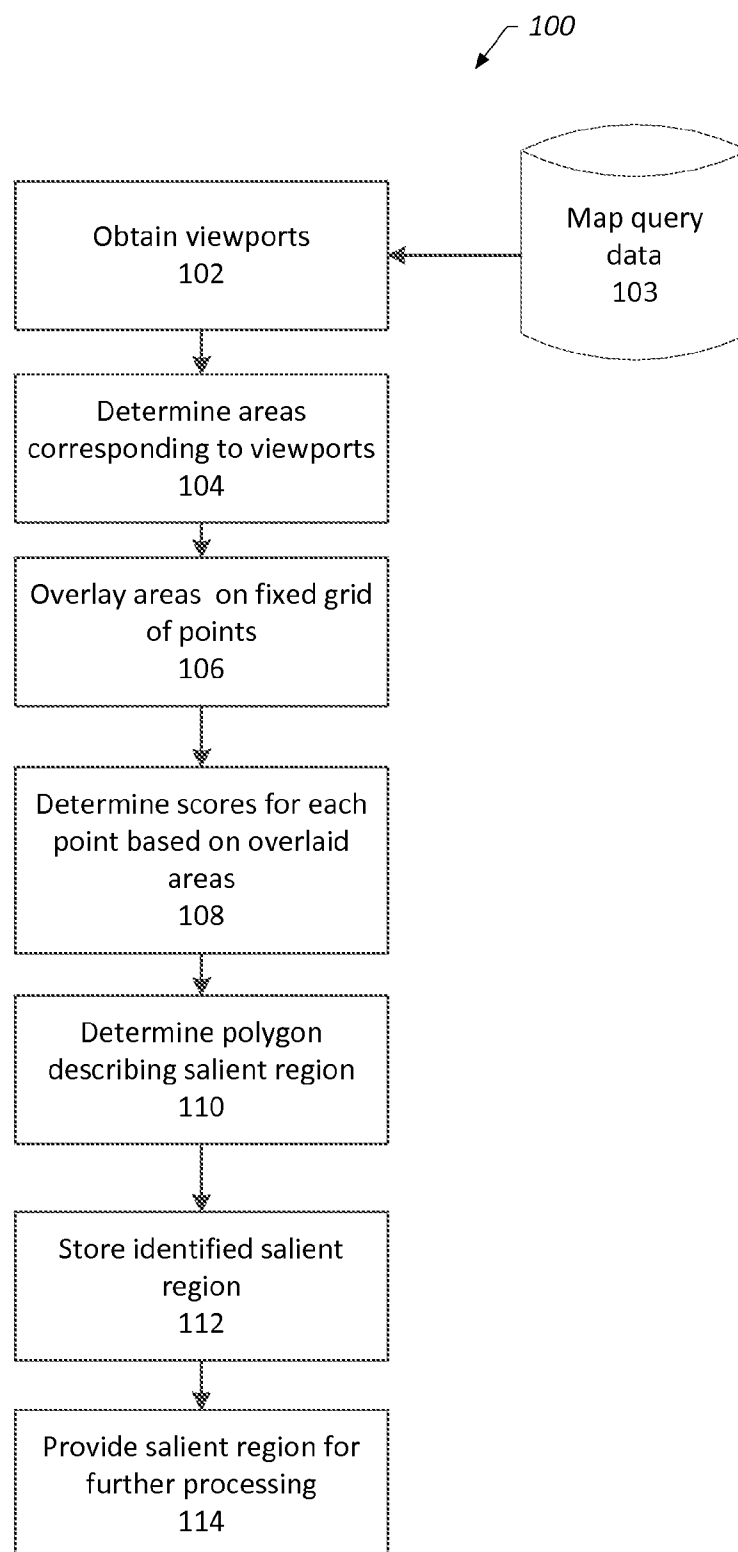 100
Map query
data
103
Obtain viewports
102
Determine areas
corresponding to viewports
104
Overlay areas on fixed grid
of points
106
Determine scores for each
point based on overlaid
areas
108
Determine polygon
describing salient region
110
Store identified salient
region
112
Provide salient region for
further processing
114